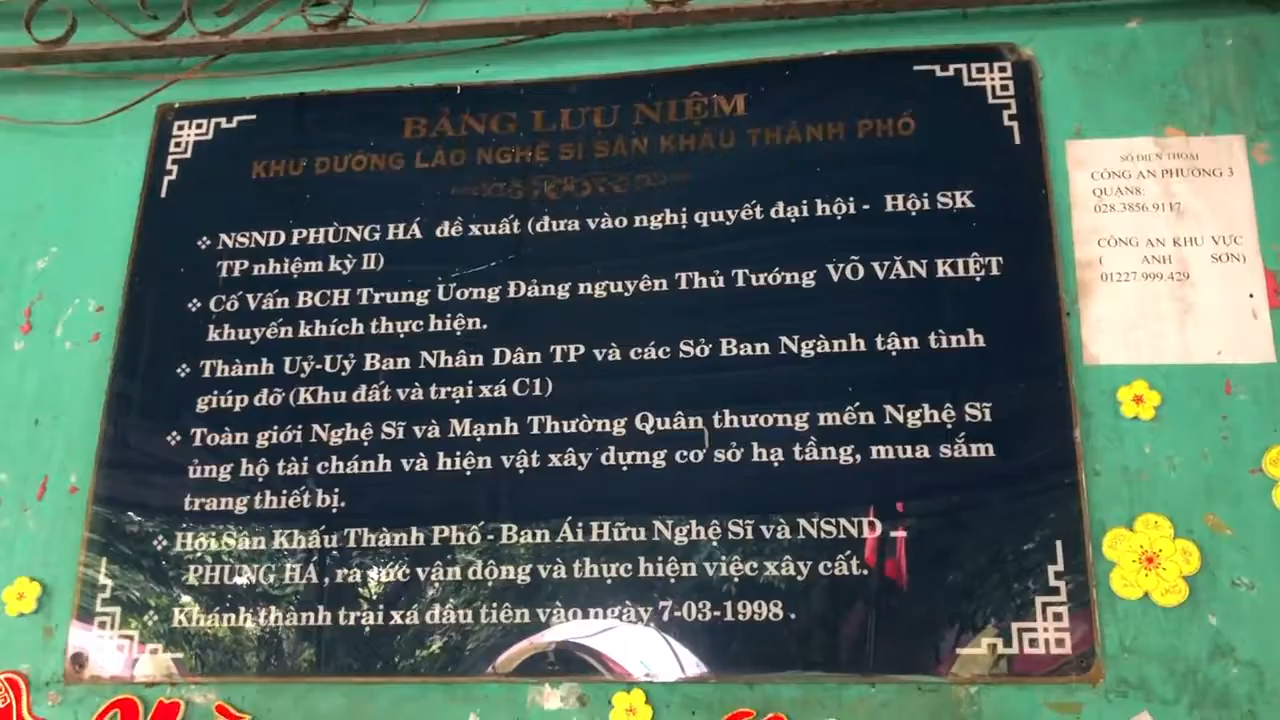 BẢNG LƯU NIỆM
KHU DƯỠNG LÃO NGHỆ SĨ SÂN KHẤU THÀNH PHỐ
❖ NSND PHÙNG HÁ đề xuất (đưa vào nghị quyết đại hội - Hội SK
TP nhiệm kỳ II)
❖ Cố Vấn BCH Trung Ương Đảng nguyên Thủ Tướng VÕ VĂN KIỆT
khuyến khích thực hiện.
❖ Thành Uỷ-Uỷ Ban Nhân Dân TP và các Sở Ban Ngành tận tình
giúp đỡ (Khu đất và trại xá C1)
❖ Toàn giới Nghệ Sĩ và Mạnh Thường Quân thương mến Nghệ Sĩ
ủng hộ tài chánh và hiện vật xây dựng cơ sở hạ tầng, mua sắm
trang thiết bị.
❖ Hội Sân Khấu Thành Phố - Ban Ái Hữu Nghệ Sĩ và NSND –
PHÙNG HÁ , ra sức vận động và thực hiện việc xây cất.
❖ Khánh thành trại xá đầu tiên vào ngày 7-03-1998 .
SỐ ĐIỆN THOẠI
CÔNG AN PHƯỜNG 3
QUẬN8:
028.3856.9117
CÔNG AN KHU VỰC
( ANH SƠN)
01227.999.429